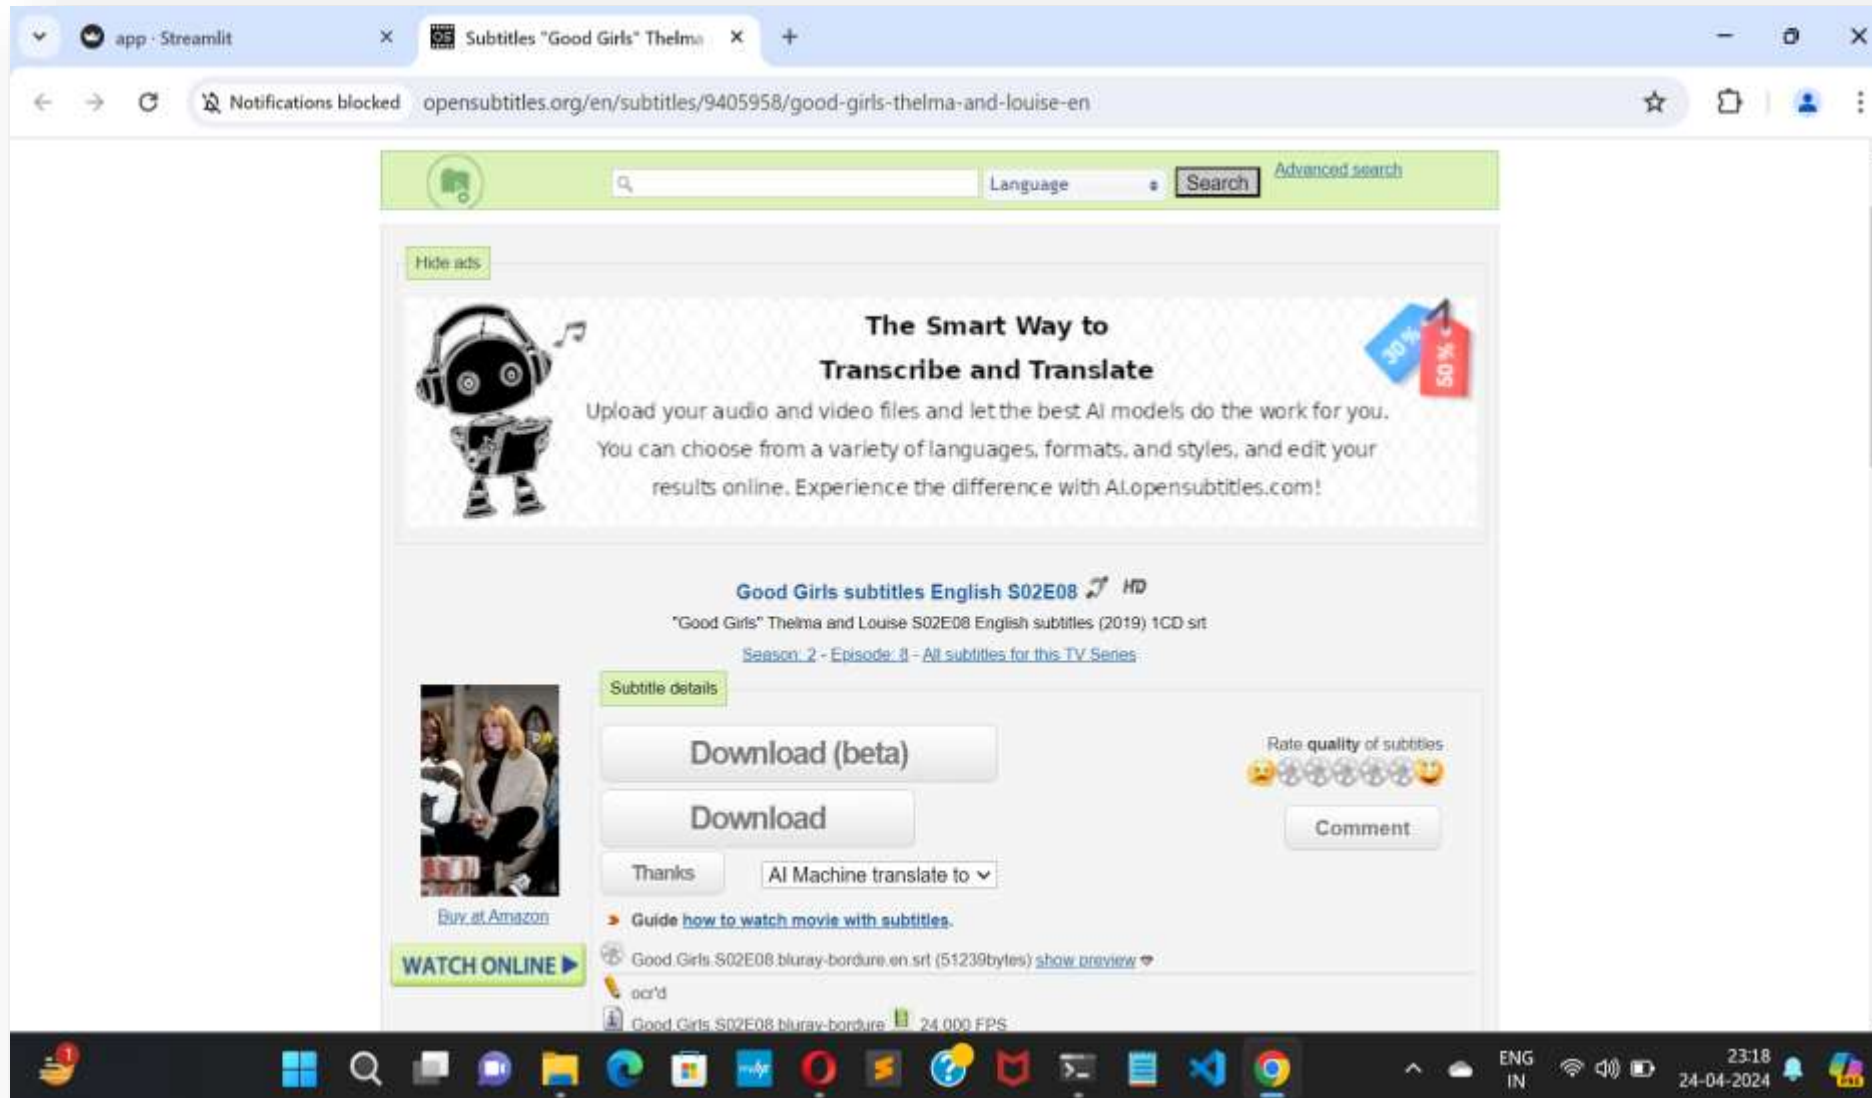 app · Streamlit
Subtitles "Good Girls" Thelma
Notifications blocked
opensubtitles.org/en/subtitles/9405958/good-girls-thelma-and-louise-en
Language
Search
Advanced search
Hide ads
The Smart Way to
Transcribe and Translate
Upload your audio and video files and let the best AI models do the work for you.
You can choose from a variety of languages, formats, and styles, and edit your
results online. Experience the difference with AI.opensubtitles.com!
30 %
50 %
Good Girls subtitles English S02E08 HD
"Good Girls" Thelma and Louise S02E08 English subtitles (2019) 1CD srt
Season: 2 - Episode: 8 - All subtitles for this TV Series
Subtitle details
Download (beta)
Rate quality of subtitles
Download
Comment
Thanks
AI Machine translate to
Buy at Amazon
Guide how to watch movie with subtitles.
WATCH ONLINE
Good.Girls.S02E08.bluray-bordure.en.srt (51239bytes) show preview
ocr'd
Good.Girls.S02E08.bluray-bordure 24.000 FPS
1
ENG
IN
23:18
24-04-2024